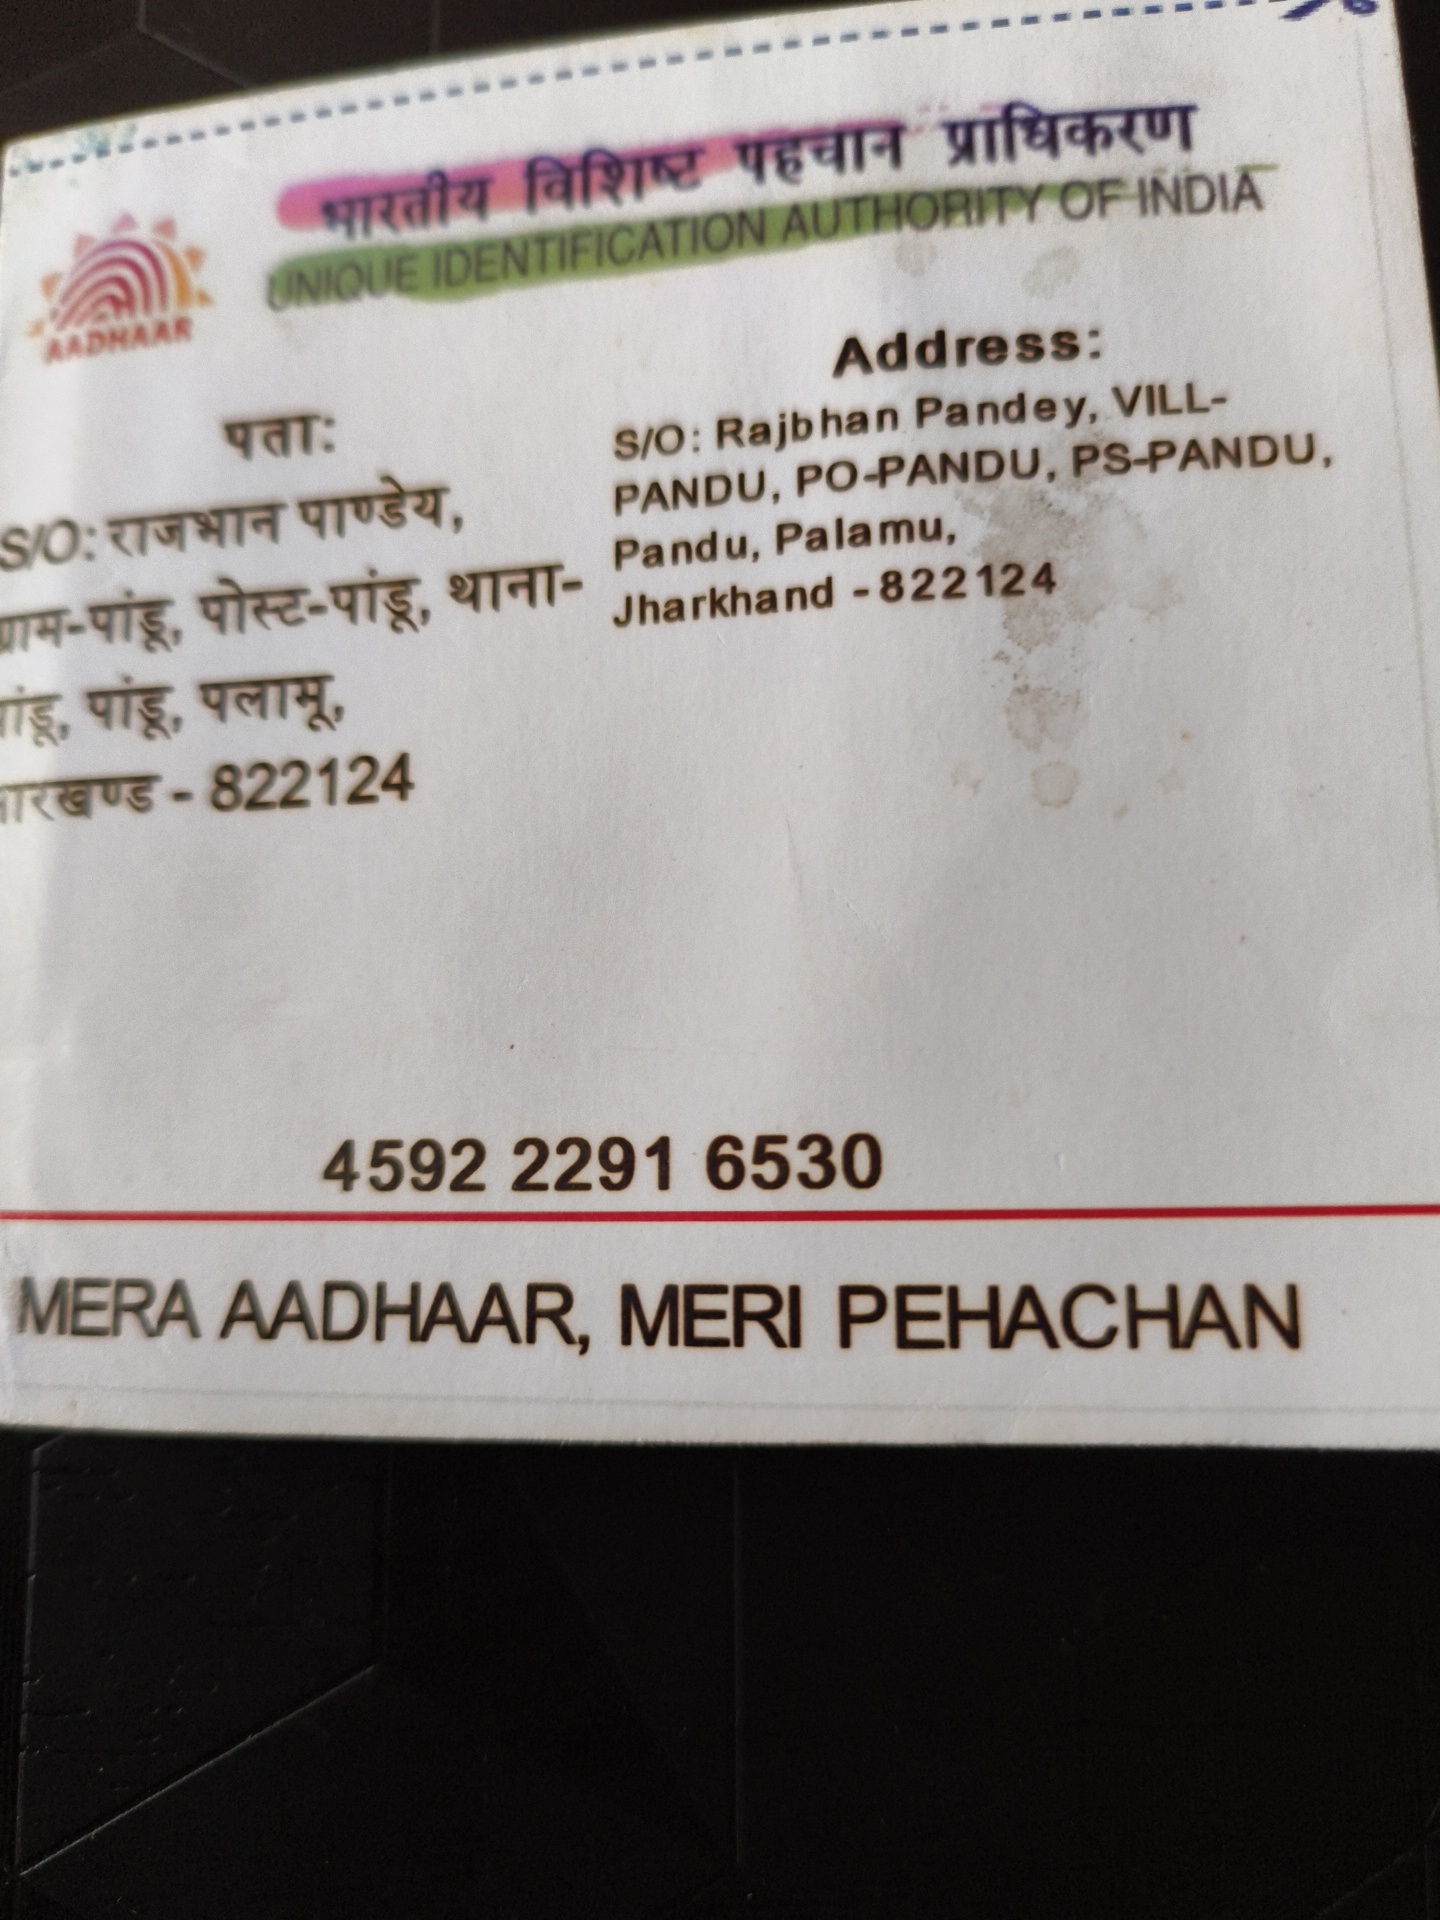 भारतीय विशिष्ट पहचान प्राधिकरण
UNIQUE IDENTIFICATION AUTHORITY OF INDIA
AADHAAR
पता:
S/O: राजभान पाण्डेय,
ग्राम-पांडू, पोस्ट-पांडू, थाना-
पांडू, पांडू, पलामू,
झारखण्ड - 822124
Address:
S/O: Rajbhan Pandey, VILL-
PANDU, PO-PANDU, PS-PANDU,
Pandu, Palamu,
Jharkhand - 822124
4592 2291 6530
MERA AADHAAR, MERI PEHACHAN